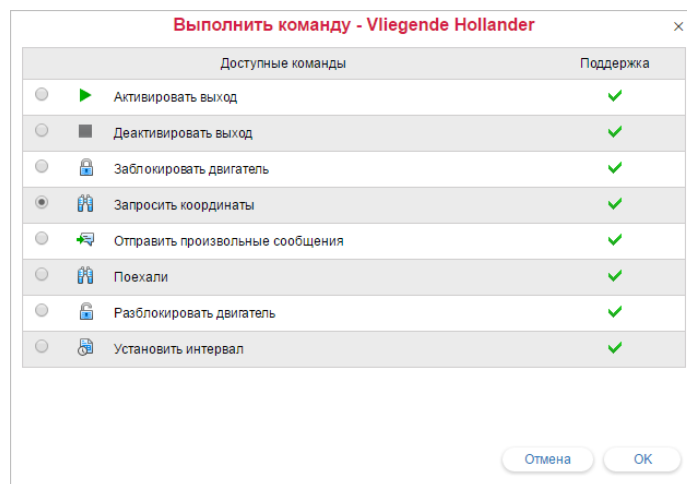 Выполнить команду - Vliegende Hollander
Доступные команды Поддержка
Активировать выход
Деактивировать выход
Заблокировать двигатель
Запросить координаты
Отправить произвольные сообщения
Поехали
Разблокировать двигатель
Установить интервал
Отмена OK